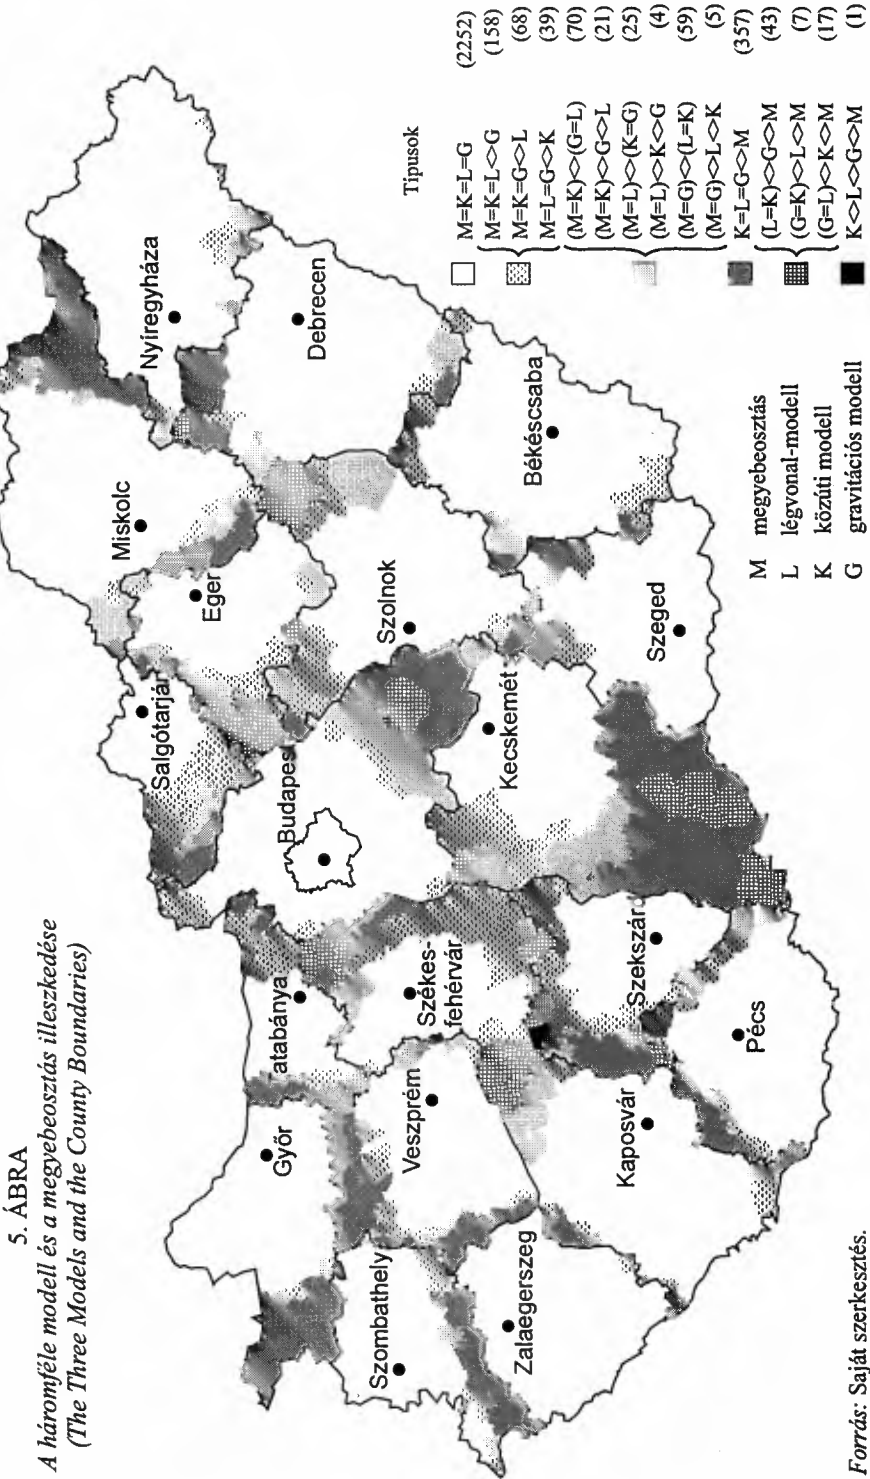 5. ÁBRA
A háromféle modell és a megyebeosztás illeszkedése
(The Three Models and the County Boundaries)
Nyíregyháza
Debrecen
Miskolc
Eger
Salgótarján
Szolnok
Békéscsaba
Budapes
Kecskemét
Szeged
atabánya
Székes-
fehérvár
Szekszárd
Győr
Veszprém
Pécs
Kaposvár
Szombathely
Zalaegerszeg
Típusok
M=K=L=G (2252)
M=K=L<>G (158)
M=K=G<>L (68)
M=L=G<>K (39)
(M=K)<>(G=L) (70)
(M=K)<>G<>L (21)
(M=L)<>(K=G) (25)
(M=L)<>K<>G (4)
(M=G)<>(L=K) (59)
(M=G)<>L<>K (5)
K=L=G<>M (357)
(L=K)<>G<>M (43)
(G=K)<>L<>M (7)
(G=L)<>K<>M (17)
K<>L<>G<>M (1)
M megyebeosztás
L légvonal-modell
K közúti modell
G gravitációs modell
Forrás: Saját szerkesztés.